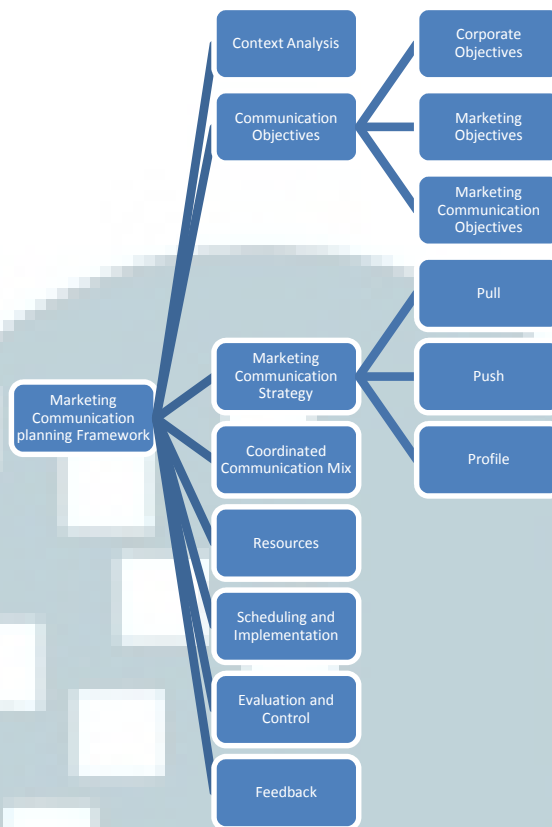 Marketing
Communication
planning Framework
Context Analysis
Communication
Objectives
Corporate
Objectives
Marketing
Objectives
Marketing
Communication
Objectives
Marketing
Communication
Strategy
Pull
Push
Profile
Coordinated
Communication Mix
Resources
Scheduling and
Implementation
Evaluation and
Control
Feedback